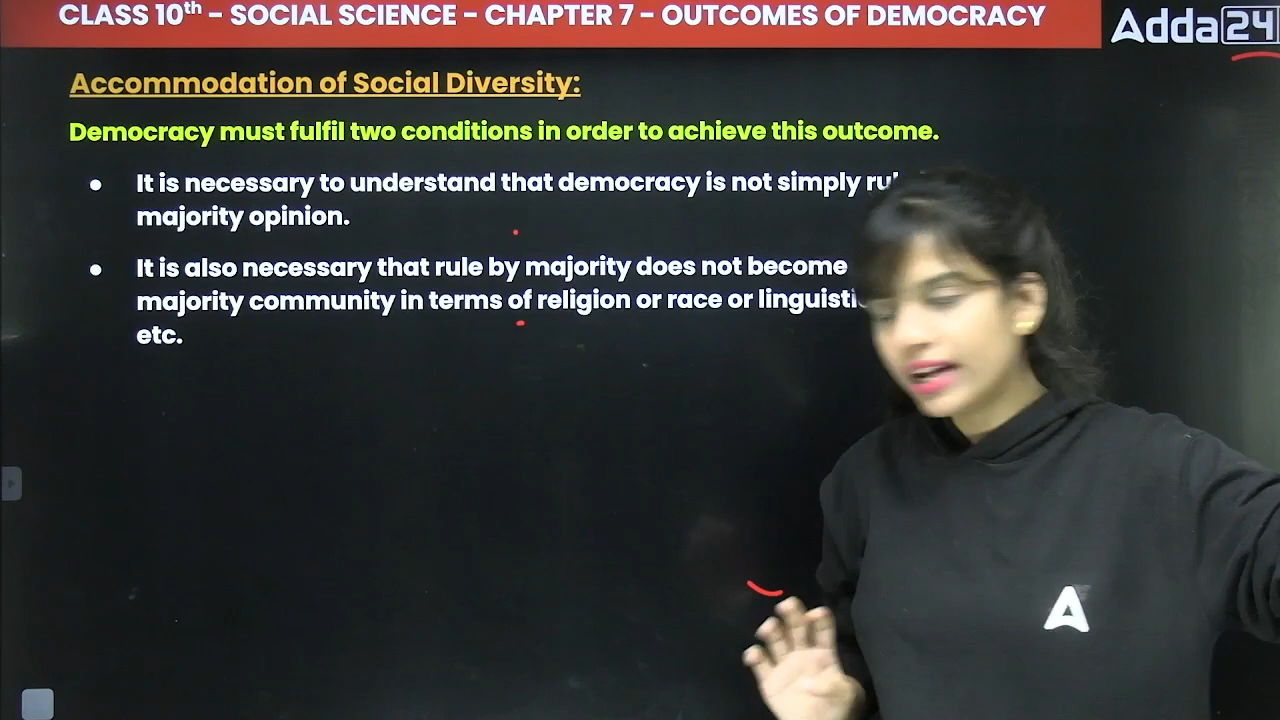 CLASS 10th - SOCIAL SCIENCE - CHAPTER 7 - OUTCOMES OF DEMOCRACY
Adda24
Accommodation of Social Diversity:
Democracy must fulfil two conditions in order to achieve this outcome.
● It is necessary to understand that democracy is not simply
majority opinion.
● It is also necessary that rule by majority does not become
majority community in terms of religion or race or
etc.